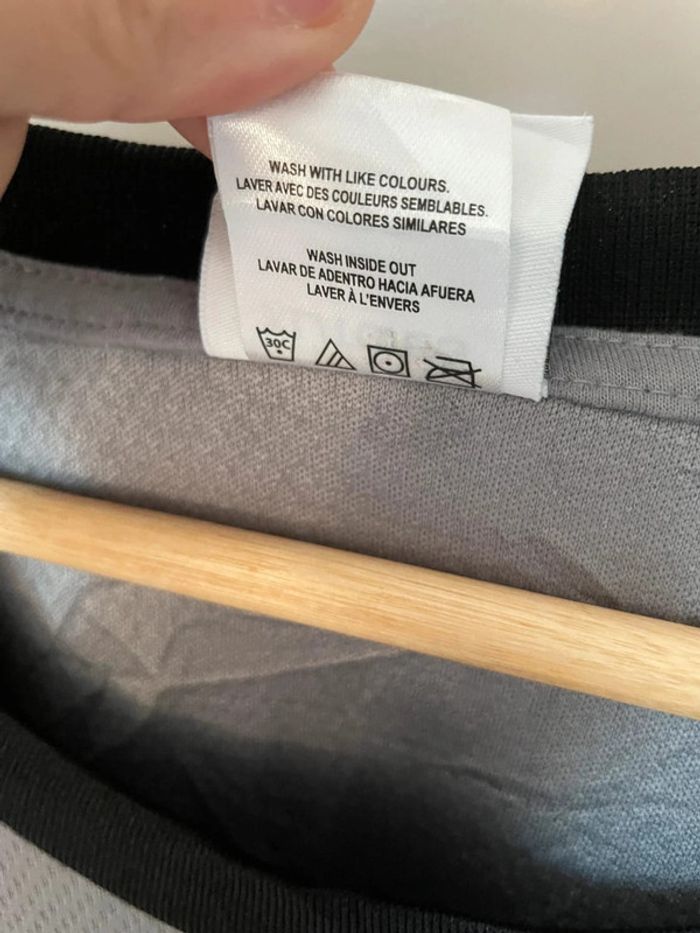 WASH WITH LIKE COLOURS.
LAVER AVEC DES COULEURS SEMBLABLES.
LAVAR CON COLORES SIMILARES
WASH INSIDE OUT
LAVAR DE ADENTRO HACIA AFUERA
LAVER À L'ENVERS
30C